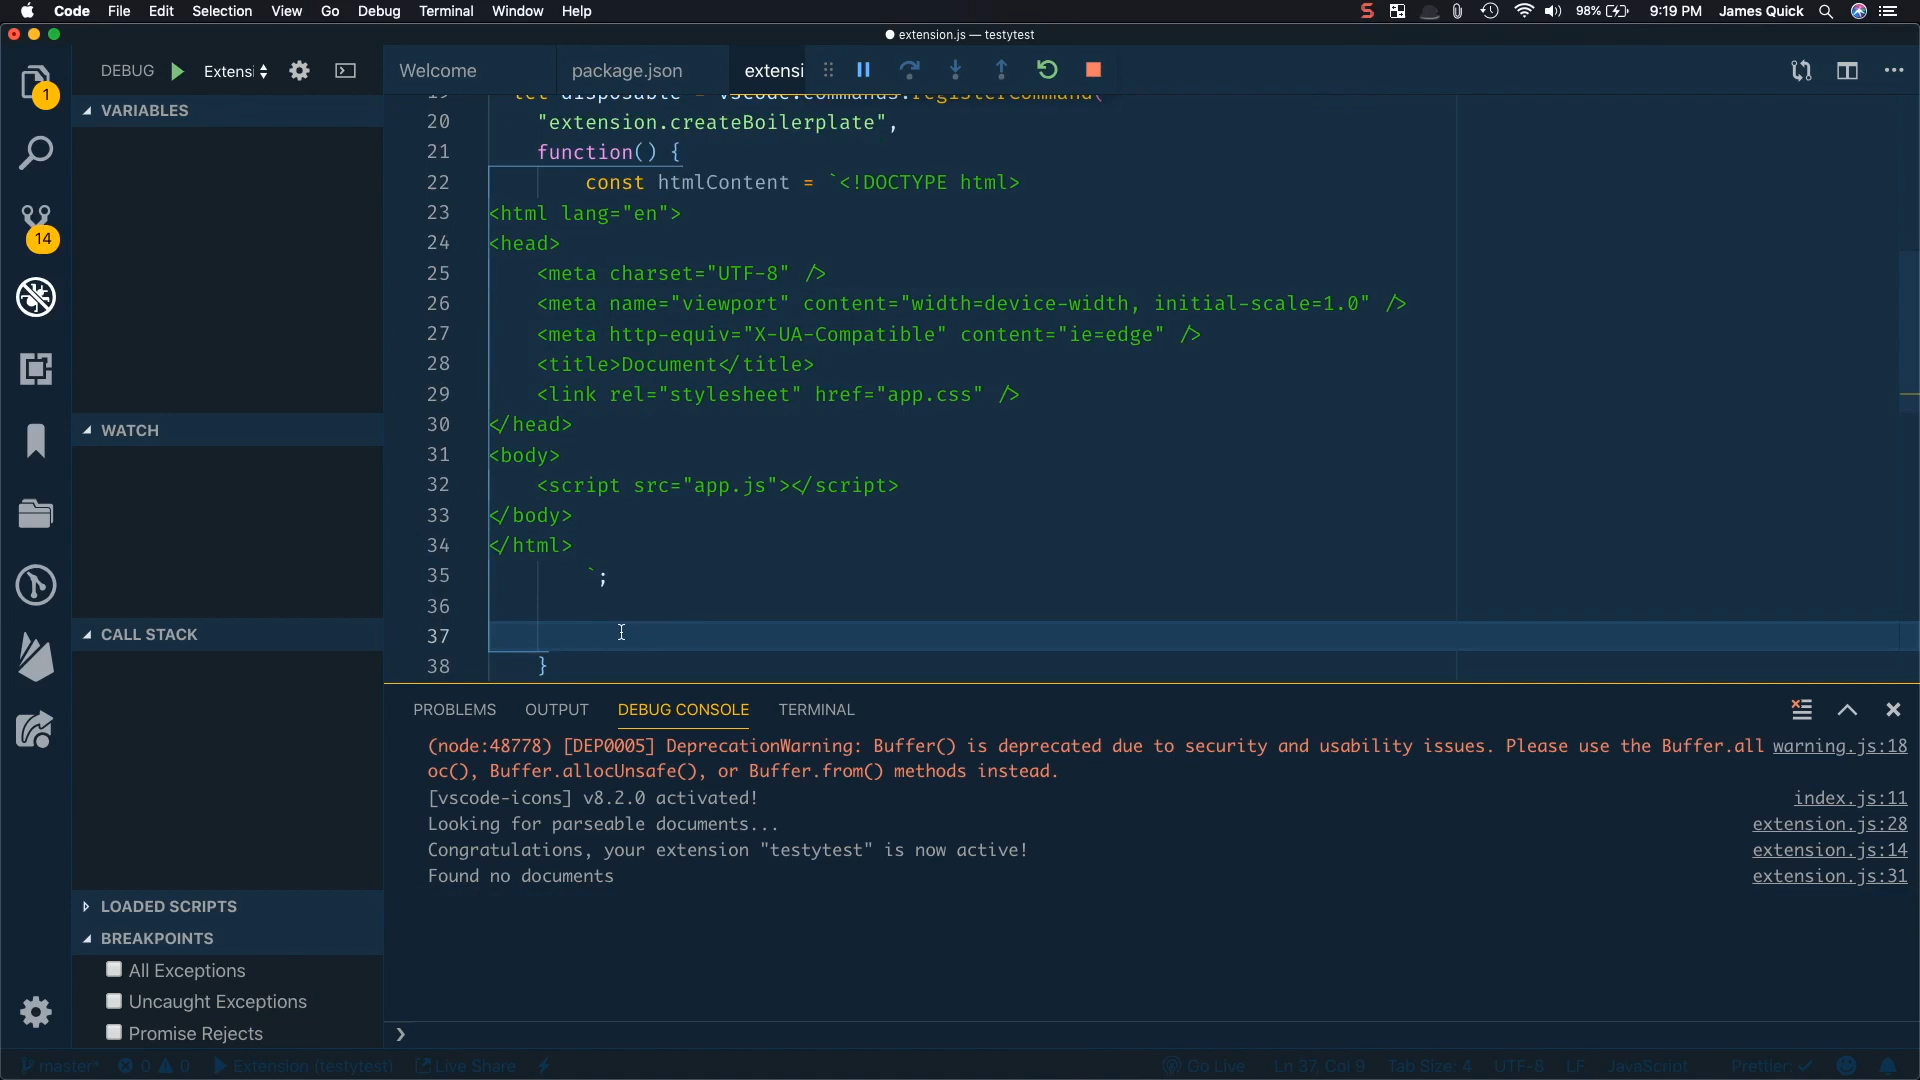 Code File Edit Selection View Go Debug Terminal Window Help 98% 9:19 PM James Quick
extension.js — testytest
1
14
DEBUG Extensi
VARIABLES
WATCH
CALL STACK
LOADED SCRIPTS
BREAKPOINTS
All Exceptions
Uncaught Exceptions
Promise Rejects
Welcome package.json extensi
19 let disposable = vscode.commands.registerCommand(
20 "extension.createBoilerplate",
21 function() {
22 const htmlContent = `<!DOCTYPE html>
23 <html lang="en">
24 <head>
25 <meta charset="UTF-8" />
26 <meta name="viewport" content="width=device-width, initial-scale=1.0" />
27 <meta http-equiv="X-UA-Compatible" content="ie=edge" />
28 <title>Document</title>
29 <link rel="stylesheet" href="app.css" />
30 </head>
31 <body>
32 <script src="app.js"></script>
33 </body>
34 </html>
35 `;
36
37
38 }
PROBLEMS OUTPUT DEBUG CONSOLE TERMINAL
(node:48778) [DEP0005] DeprecationWarning: Buffer() is deprecated due to security and usability issues. Please use the Buffer.all warning.js:18
oc(), Buffer.allocUnsafe(), or Buffer.from() methods instead.
[vscode-icons] v8.2.0 activated! index.js:11
Looking for parseable documents... extension.js:28
Congratulations, your extension "testytest" is now active! extension.js:14
Found no documents extension.js:31
master* 0 0 Extension (testytest) Live Share Go Live Ln 37, Col 9 Tab Size: 4 UTF-8 LF JavaScript Prettier: ✓